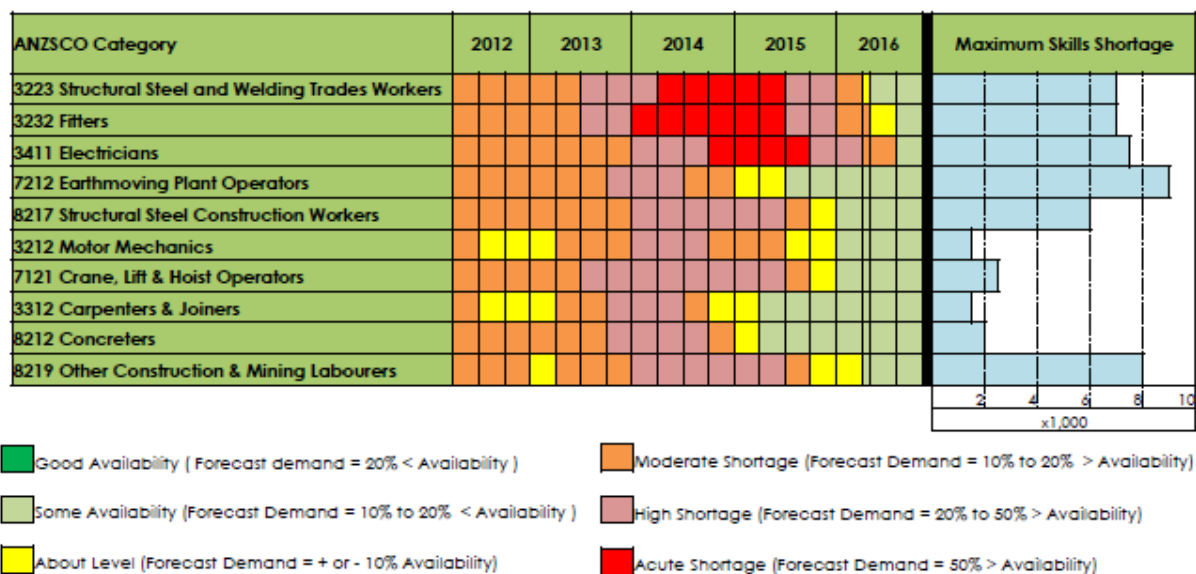 ANZSCO Category 2012 2013 2014 2015 2016 Maximum Skills Shortage
3223 Structural Steel and Welding Trades Workers
3232 Fitters
3411 Electricians
7212 Earthmoving Plant Operators
8217 Structural Steel Construction Workers
3212 Motor Mechanics
7121 Crane, Lift & Hoist Operators
3312 Carpenters & Joiners
8212 Concreters
8219 Other Construction & Mining Labourers
2 4 6 8 10
x1,000
Good Availability ( Forecast demand = 20% < Availability )
Moderate Shortage (Forecast Demand = 10% to 20% > Availability)
Some Availability (Forecast Demand = 10% to 20% < Availability )
High Shortage (Forecast Demand = 20% to 50% > Availability)
About Level (Forecast Demand = + or - 10% Availability)
Acute Shortage (Forecast Demand = 50% > Availability)